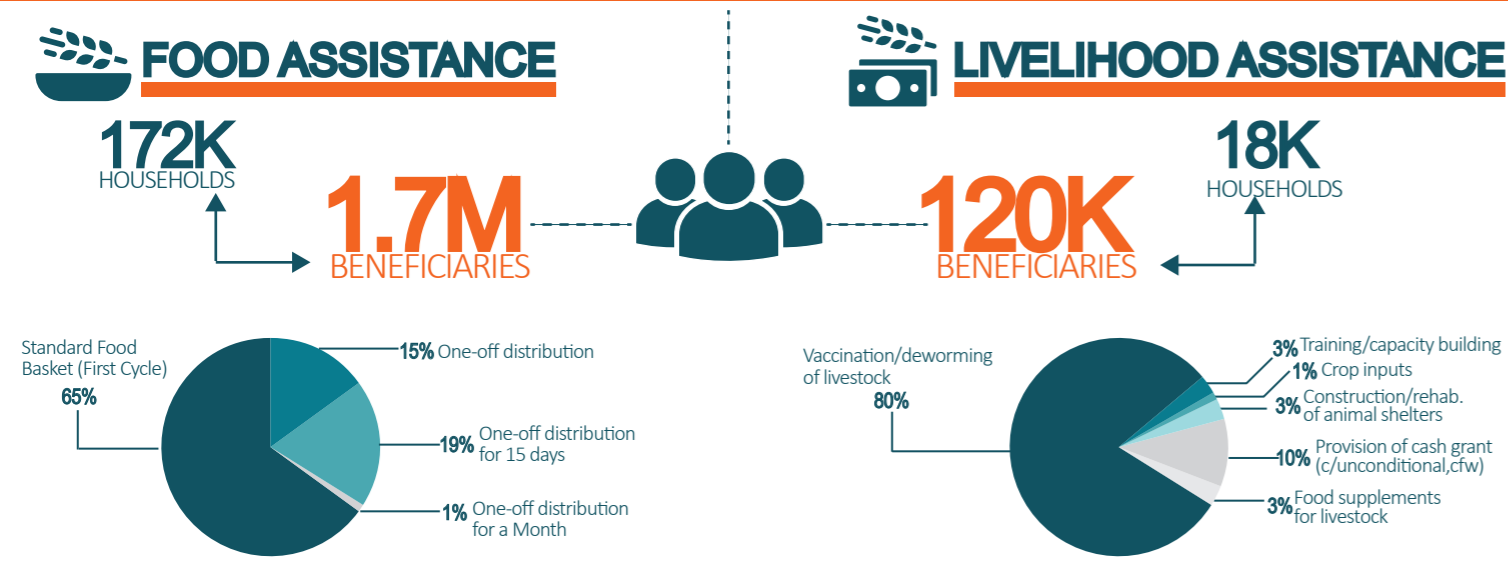 FOOD ASSISTANCE
172K
HOUSEHOLDS
1.7M
BENEFICIARIES
Standard Food
Basket (First Cycle)
65%
15% One-off distribution
19% One-off distribution
for 15 days
1% One-off distribution
for a Month
LIVELIHOOD ASSISTANCE
18K
HOUSEHOLDS
120K
BENEFICIARIES
Vaccination/deworming
of livestock
80%
3% Training/capacity building
1% Crop inputs
3% Construction/rehab.
of animal shelters
10% Provision of cash grant
(c/unconditional,cfw)
3% Food supplements
for livestock